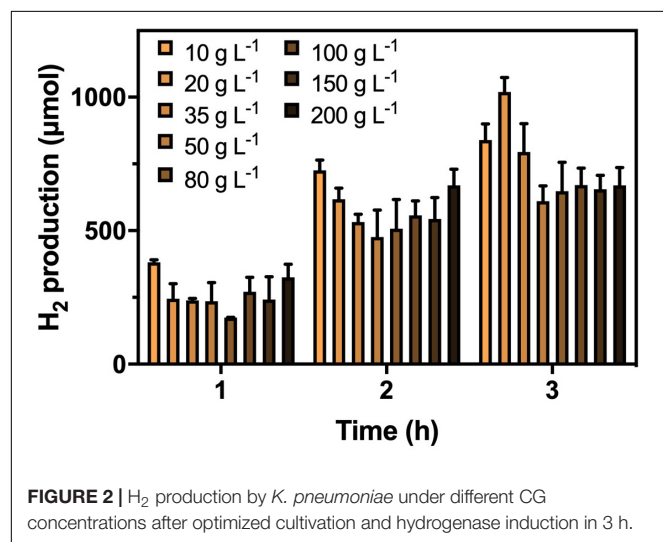 H₂ production (µmol)
1000
500
0
10 g L⁻¹
20 g L⁻¹
35 g L⁻¹
50 g L⁻¹
80 g L⁻¹
100 g L⁻¹
150 g L⁻¹
200 g L⁻¹
1 2 3
Time (h)
FIGURE 2 | H₂ production by K. pneumoniae under different CG
concentrations after optimized cultivation and hydrogenase induction in 3 h.